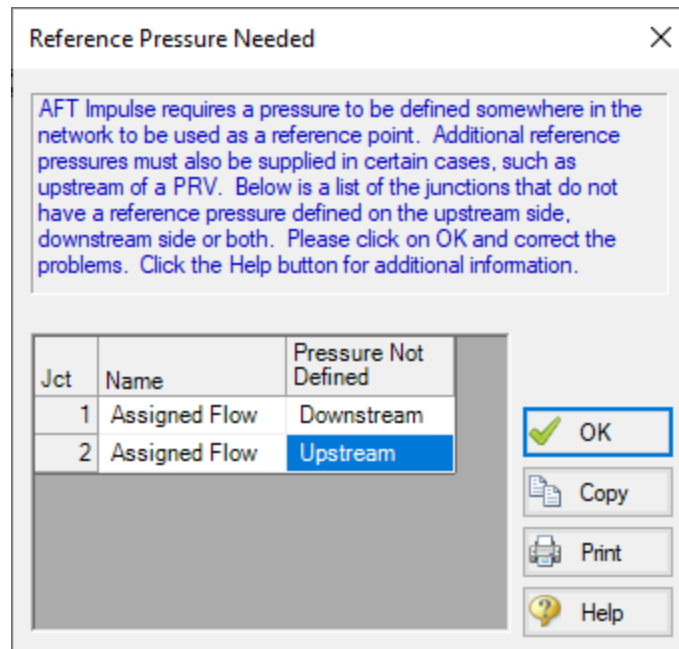 Reference Pressure Needed
AFT Impulse requires a pressure to be defined somewhere in the
network to be used as a reference point. Additional reference
pressures must also be supplied in certain cases, such as
upstream of a PRV. Below is a list of the junctions that do not
have a reference pressure defined on the upstream side,
downstream side or both. Please click on OK and correct the
problems. Click the Help button for additional information.
Jct Name Pressure Not Defined
1 Assigned Flow Downstream
2 Assigned Flow Upstream
OK
Copy
Print
Help